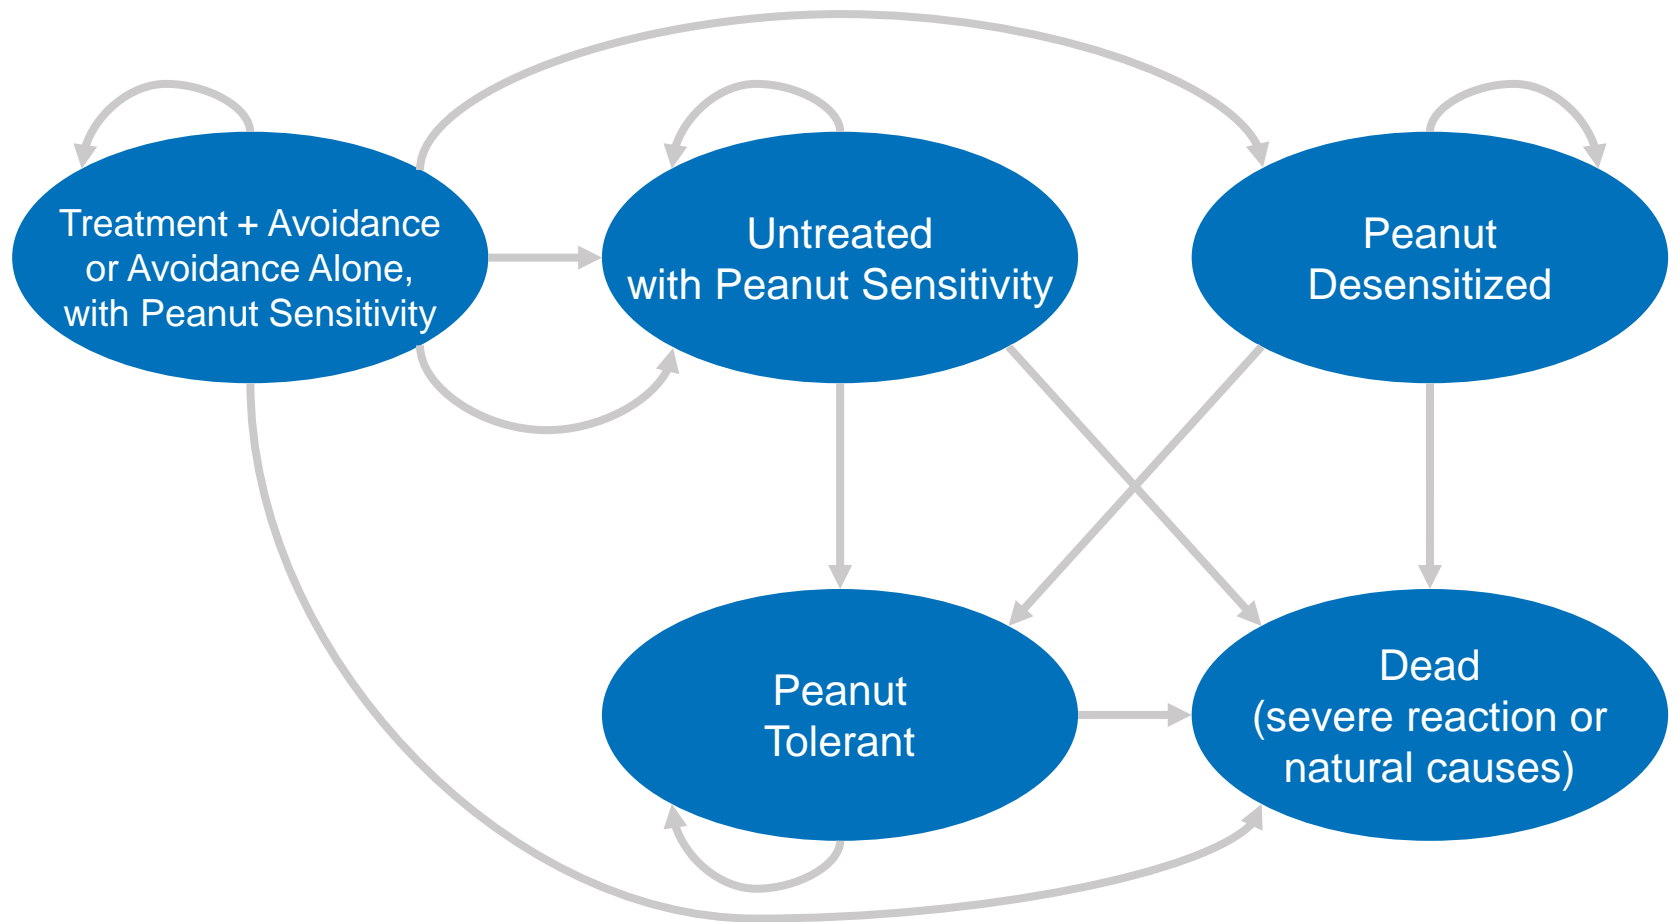 Treatment + Avoidance
or Avoidance Alone,
with Peanut Sensitivity
Untreated
with Peanut Sensitivity
Peanut
Desensitized
Peanut
Tolerant
Dead
(severe reaction or
natural causes)